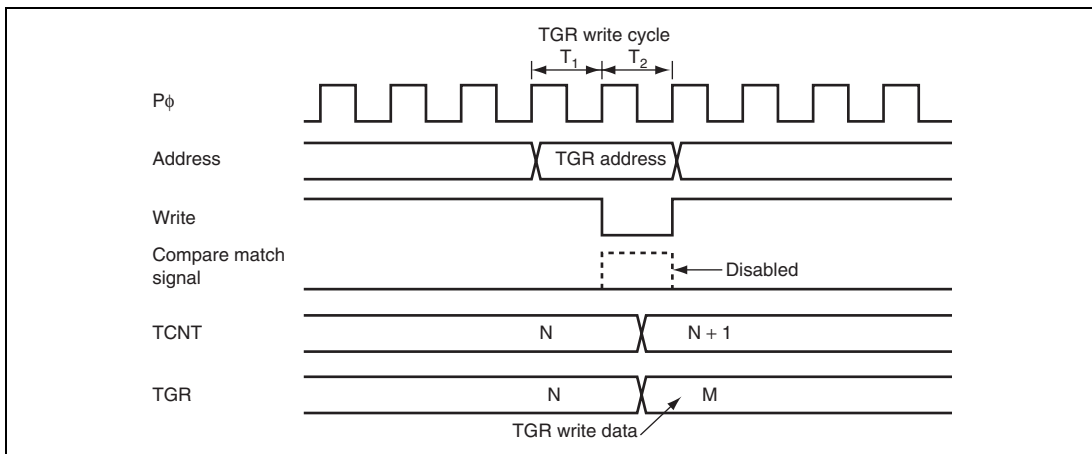 TGR write cycle
T1 T2
Pϕ
Address
TGR address
Write
Compare match
signal
Disabled
TCNT
N
N + 1
TGR
N
M
TGR write data